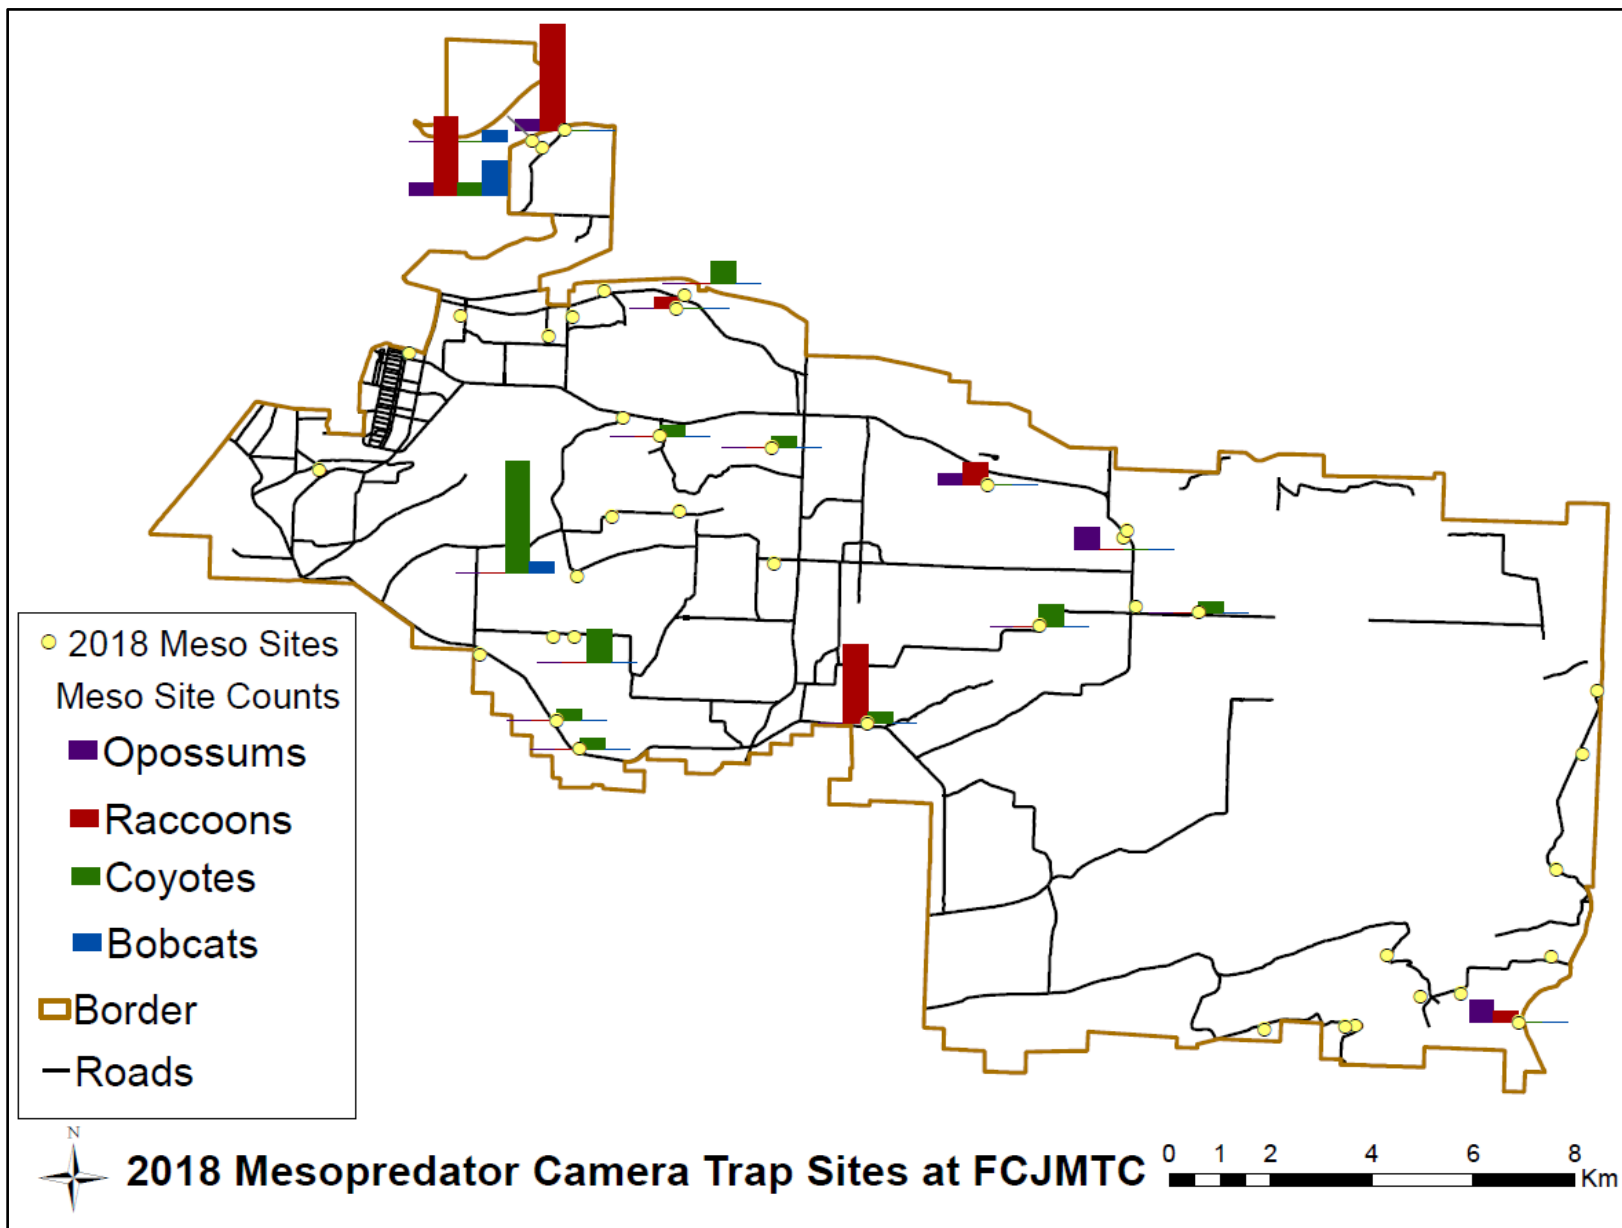 2018 Meso Sites
Meso Site Counts
Opossums
Raccoons
Coyotes
Bobcats
Border
Roads
N
2018 Mesopredator Camera Trap Sites at FCJMTC
0 1 2 4 6 8
Km